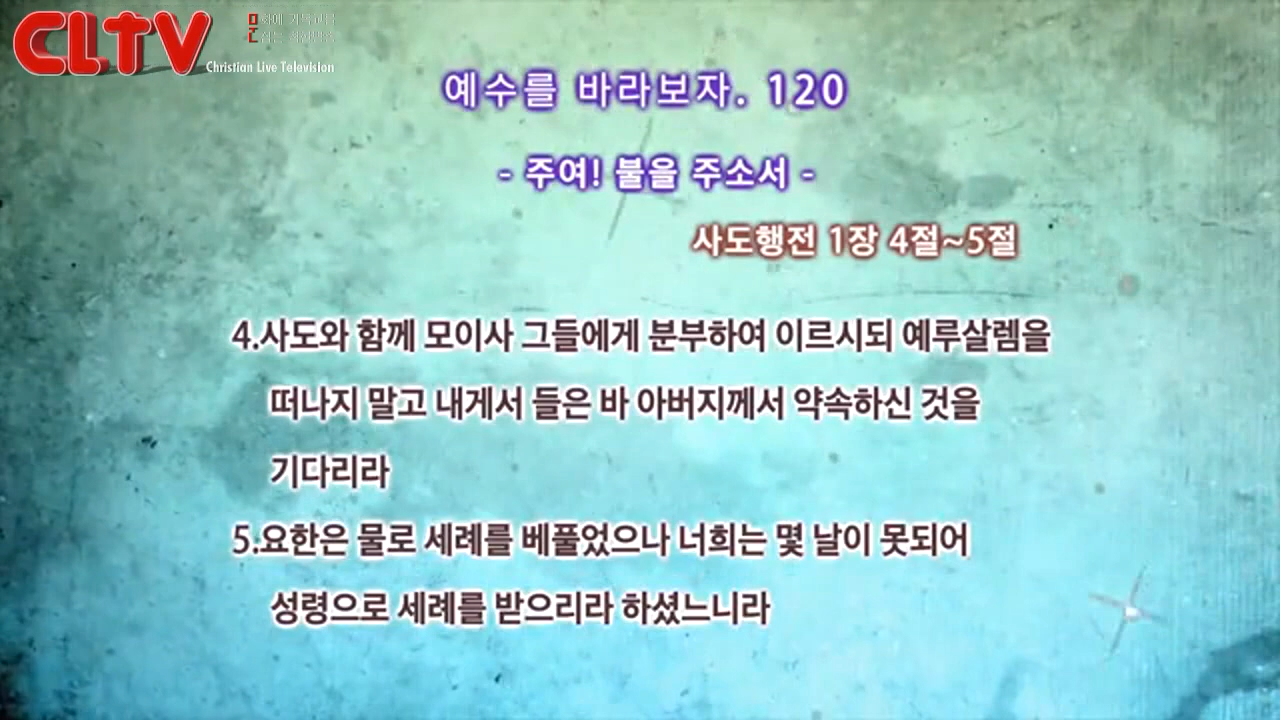 CLTV
Christian Live Television
예수를 바라보자. 120
- 주여! 불을 주소서 -
사도행전 1장 4절~5절
4.사도와 함께 모이사 그들에게 분부하여 이르시되 예루살렘을
떠나지 말고 내게서 들은 바 아버지께서 약속하신 것을
기다리라
5.요한은 물로 세례를 베풀었으나 너희는 몇 날이 못되어
성령으로 세례를 받으리라 하셨느니라